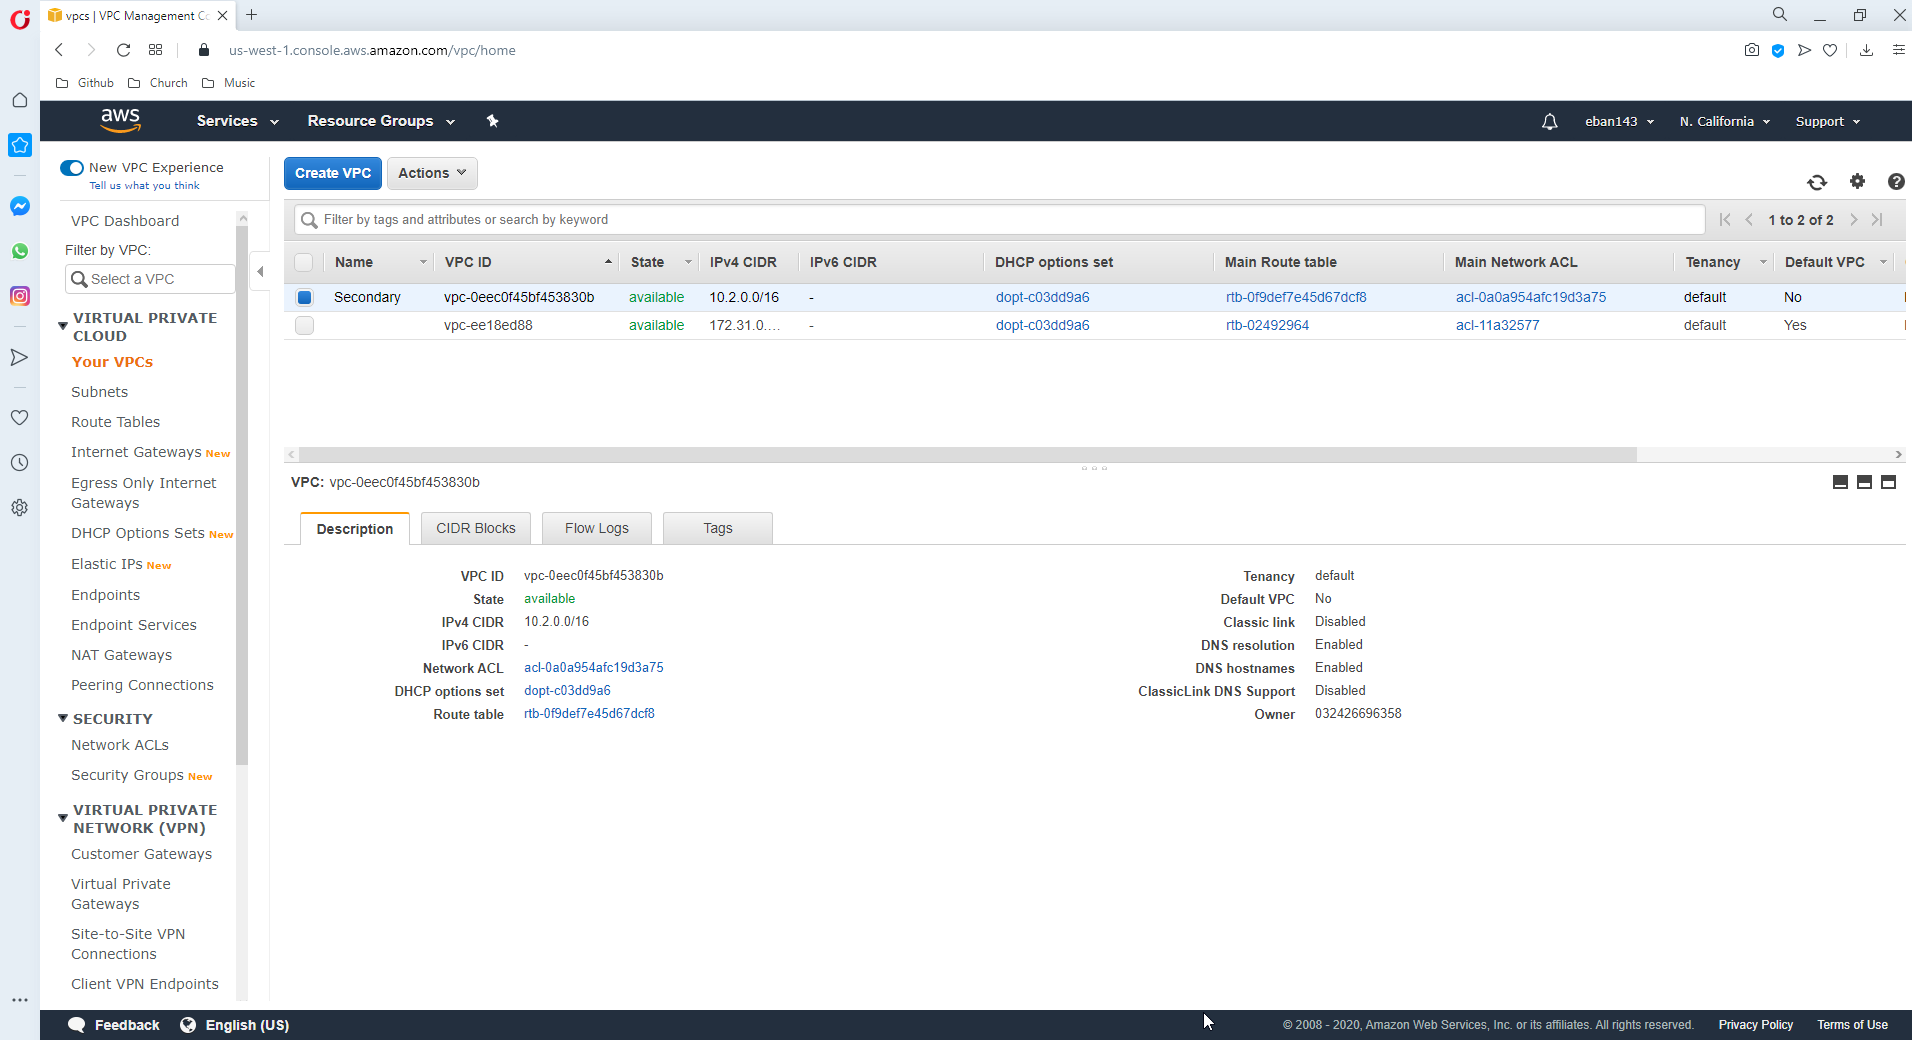 vpcs | VPC Management Co
us-west-1.console.aws.amazon.com/vpc/home
Github Church Music
aws Services Resource Groups eban143 N. California Support
New VPC Experience
Tell us what you think
VPC Dashboard
Filter by VPC:
Select a VPC
VIRTUAL PRIVATE
CLOUD
Your VPCs
Subnets
Route Tables
Internet Gateways New
Egress Only Internet
Gateways
DHCP Options Sets New
Elastic IPs New
Endpoints
Endpoint Services
NAT Gateways
Peering Connections
SECURITY
Network ACLs
Security Groups New
VIRTUAL PRIVATE
NETWORK (VPN)
Customer Gateways
Virtual Private
Gateways
Site-to-Site VPN
Connections
Client VPN Endpoints
Create VPC Actions
Filter by tags and attributes or search by keyword
1 to 2 of 2
Name VPC ID State IPv4 CIDR IPv6 CIDR DHCP options set Main Route table Main Network ACL Tenancy Default VPC
Secondary vpc-0eec0f45bf453830b available 10.2.0.0/16 - dopt-c03dd9a6 rtb-0f9def7e45d67dcf8 acl-0a0a954afc19d3a75 default No
vpc-ee18ed88 available 172.31.0.... - dopt-c03dd9a6 rtb-02492964 acl-11a32577 default Yes
VPC: vpc-0eec0f45bf453830b
Description CIDR Blocks Flow Logs Tags
VPC ID vpc-0eec0f45bf453830b
State available
IPv4 CIDR 10.2.0.0/16
IPv6 CIDR -
Network ACL acl-0a0a954afc19d3a75
DHCP options set dopt-c03dd9a6
Route table rtb-0f9def7e45d67dcf8
Tenancy default
Default VPC No
Classic link Disabled
DNS resolution Enabled
DNS hostnames Enabled
ClassicLink DNS Support Disabled
Owner 032426696358
Feedback English (US)
© 2008 - 2020, Amazon Web Services, Inc. or its affiliates. All rights reserved. Privacy Policy Terms of Use